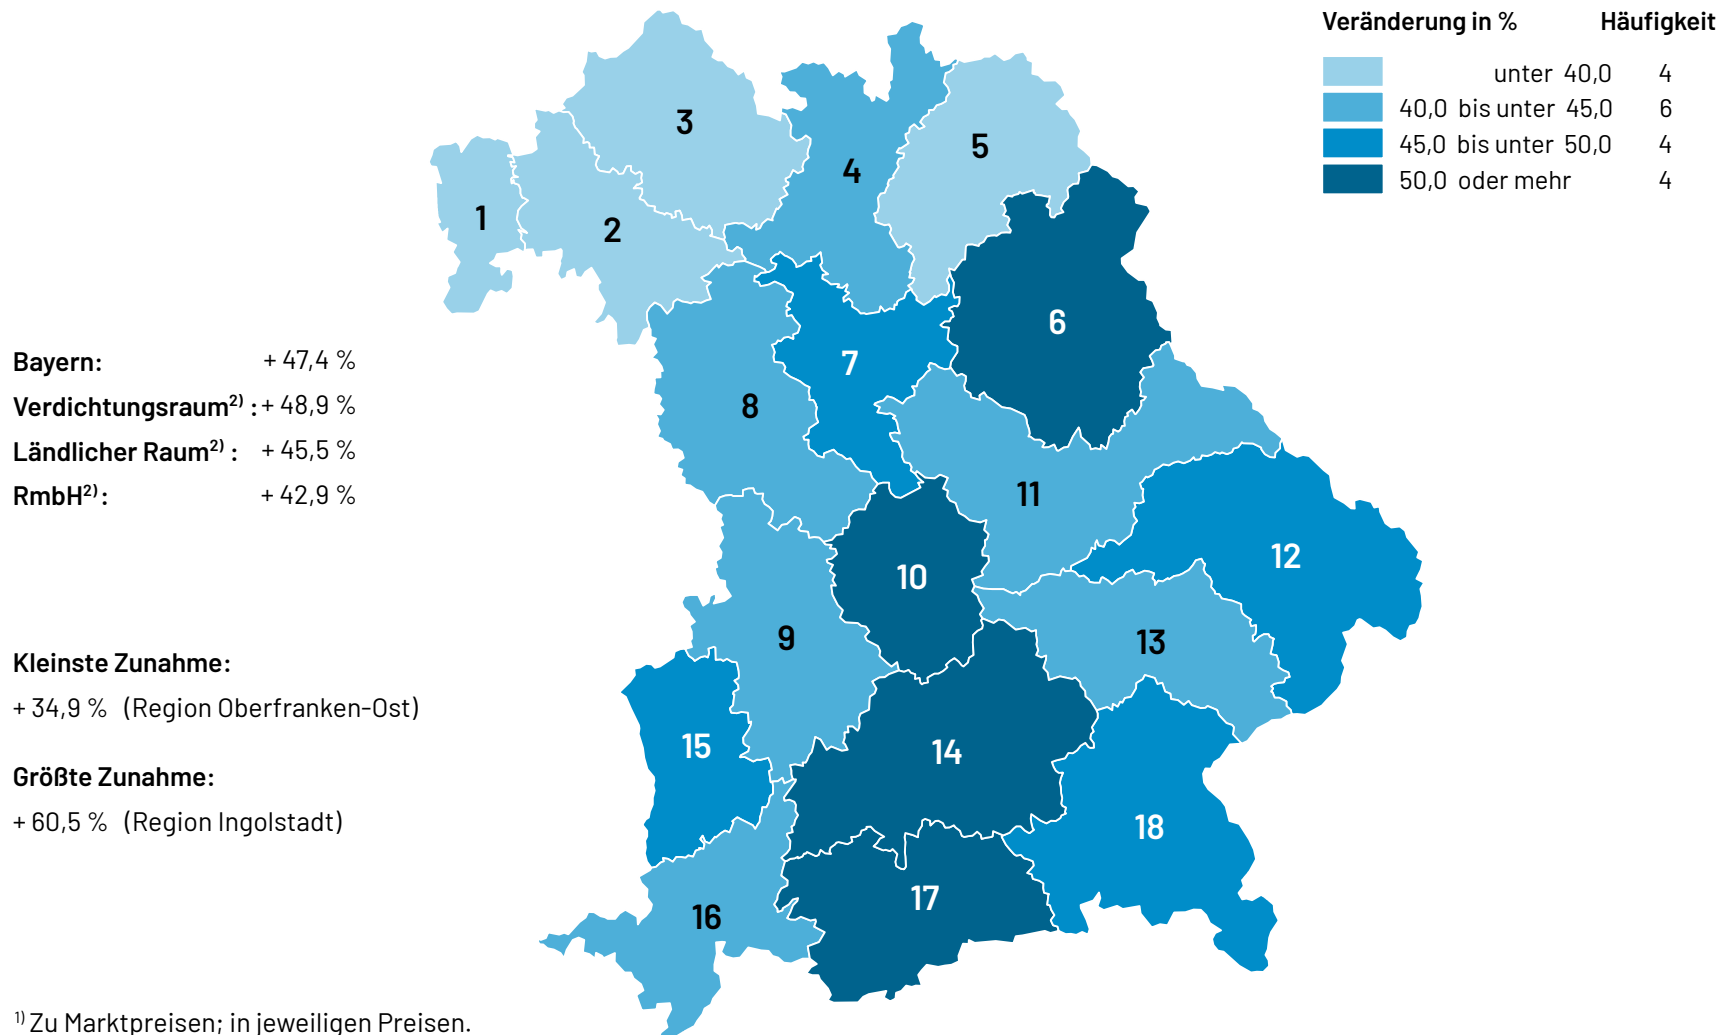 Veränderung in % Häufigkeit
unter 40,0 4
40,0 bis unter 45,0 6
45,0 bis unter 50,0 4
50,0 oder mehr 4
3
5
4
1
2
6
7
8
11
12
10
9
13
15
14
18
17
16
Bayern: + 47,4 %
Verdichtungsraum²⁾ : + 48,9 %
Ländlicher Raum²⁾ : + 45,5 %
RmbH²⁾ : + 42,9 %
Kleinste Zunahme:
+ 34,9 % (Region Oberfranken-Ost)
Größte Zunahme:
+ 60,5 % (Region Ingolstadt)
¹⁾ Zu Marktpreisen; in jeweiligen Preisen.